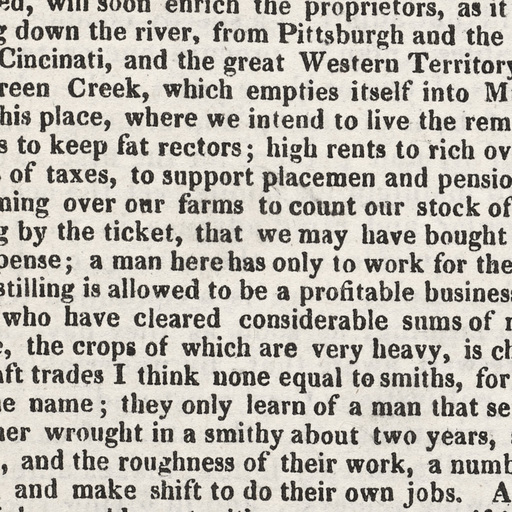 will soon enrich the proprietors, as it
down the river, from Pittsburgh and the
Cincinati, and the great Western Territory
reen Creek, which empties itself into M
his place, where we intend to live the rem
s to keep fat rectors; high rents to rich ov
of taxes, to support placemen and pensio
ming over our farms to count our stock of
g by the ticket, that we may have bought
pense; a man here has only to work for the
stilling is allowed to be a profitable business
who have cleared considerable sums of
, the crops of which are very heavy, is ch
aft trades I think none equal to smiths, for
e name; they only learn of a man that se
her wrought in a smithy about two years,
, and the roughness of their work, a numb
and make shift to do their own jobs. A